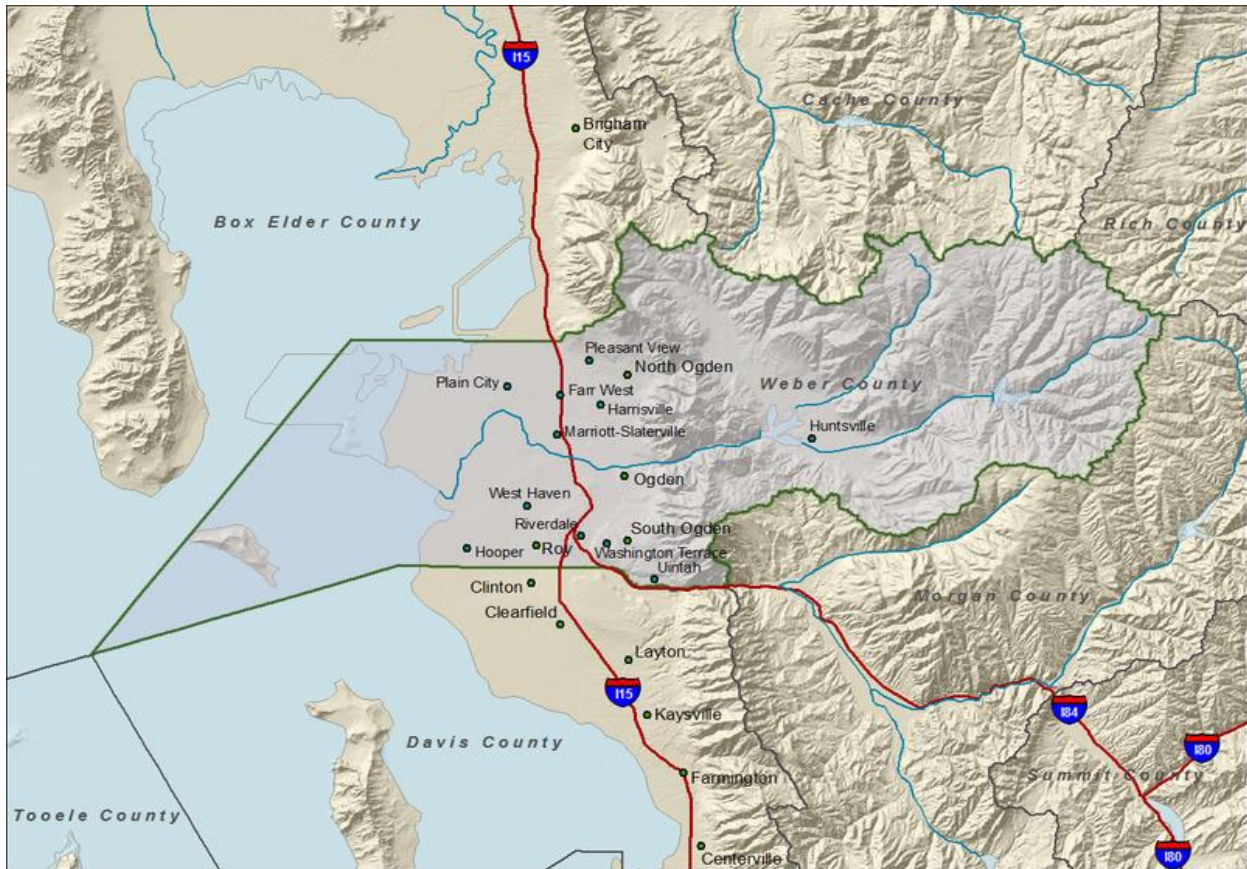 I15
Cache County
Brigham
City
Box Elder County
Rich County
Pleasant View
North Ogden
Plain City
Weber County
Farr West
Harrisville
Huntsville
Marriott-Slaterville
Ogden
West Haven
Riverdale
South Ogden
Hooper
Roy
Washington Terrace
Uintah
Clinton
Morgan County
Clearfield
Layton
I15
I84
Kaysville
Davis County
I80
Farmington
Summit County
Tooele County
Centerville
I80